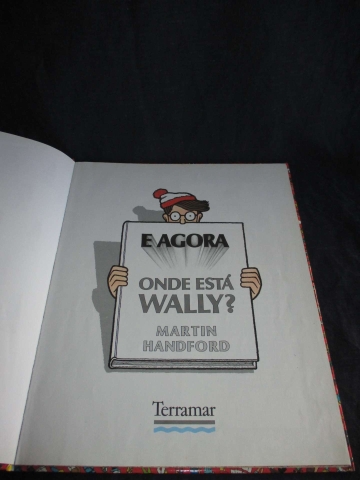 E AGORA
ONDE ESTÁ
WALLY?
MARTIN
HANDFORD
Terramar